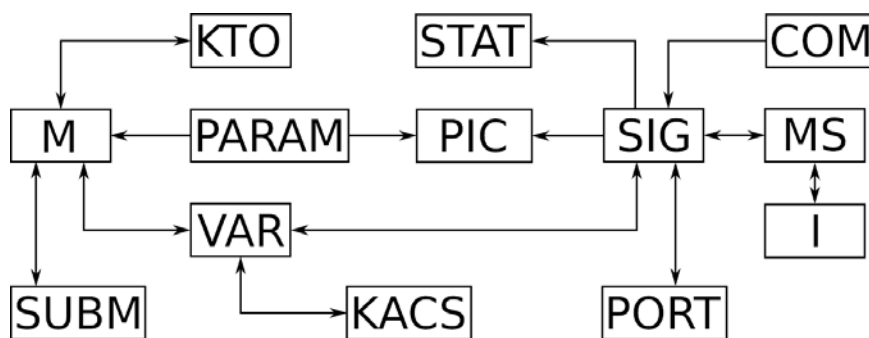 KTO
STAT
COM
M
PARAM
PIC
SIG
MS
VAR
I
SUBM
KACS
PORT